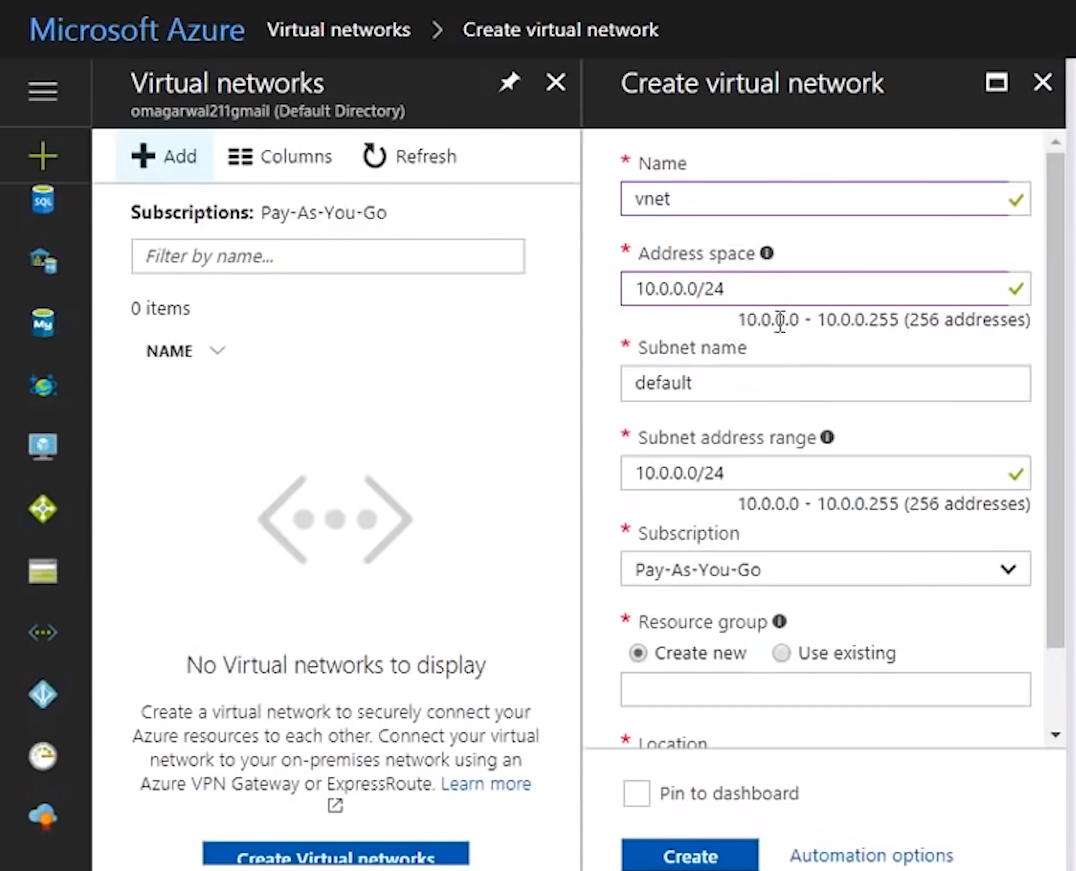 Microsoft Azure Virtual networks > Create virtual network
Virtual networks
omagarwal211gmail (Default Directory)
Add Columns Refresh
Subscriptions: Pay-As-You-Go
Filter by name...
0 items
NAME
No Virtual networks to display
Create a virtual network to securely connect your
Azure resources to each other. Connect your virtual
network to your on-premises network using an
Azure VPN Gateway or ExpressRoute. Learn more
Create Virtual networks
SQL
My
Create virtual network
* Name
vnet
* Address space
10.0.0.0/24
10.0.0.0 - 10.0.0.255 (256 addresses)
* Subnet name
default
* Subnet address range
10.0.0.0/24
10.0.0.0 - 10.0.0.255 (256 addresses)
* Subscription
Pay-As-You-Go
* Resource group
Create new Use existing
* Location
Pin to dashboard
Create Automation options